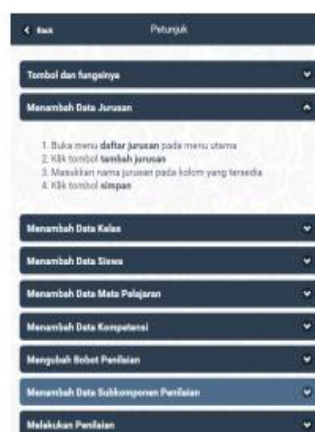 Back
Petunjuk
Tombol dan fungsinya
Menambah Data Jurusan
1. Buka menu daftar jurusan pada menu utama
2. Klik tombol tambah jurusan
3. Masukkan nama jurusan pada kolom yang tersedia
4. Klik tombol simpan
Menambah Data Kelas
Menambah Data Siswa
Menambah Data Mata Pelajaran
Menambah Data Kompetensi
Mengubah Bobot Penilaian
Menambah Data Subkomponen Penilaian
Melakukan Penilaian